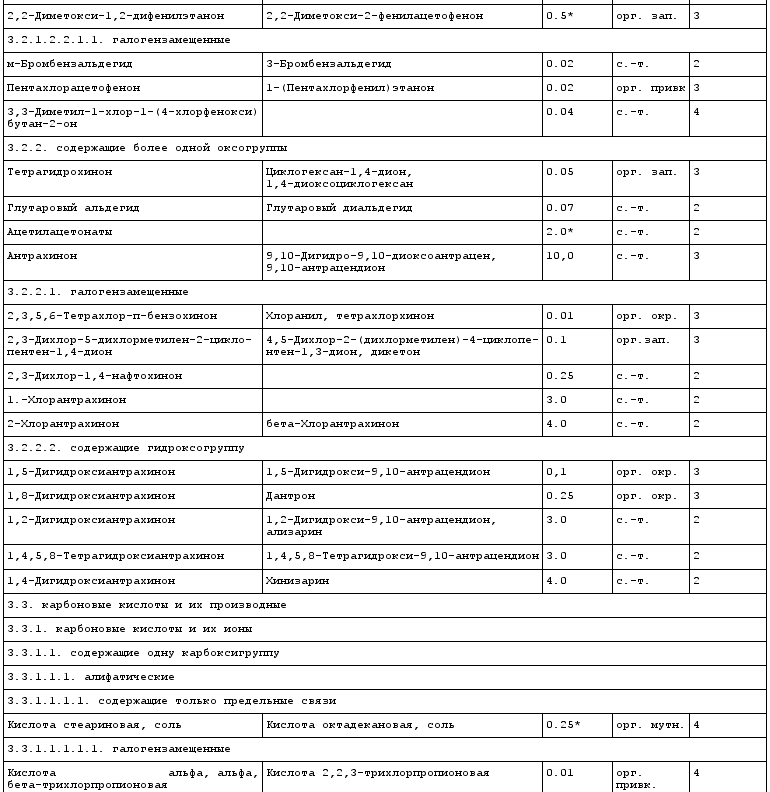 2,2-Диметокси-1,2-дифенилэтанон 2,2-Диметокси-2-фенилацетофенон 0.5* орг. зап. 3
3.2.1.2.2.1.1. галогензамещенные
м-Бромбензальдегид 3-Бромбензальдегид 0.02 с.-т. 2
Пентахлорацетофенон 1-(Пентахлорфенил)этанон 0.02 орг. привк 3
3,3-Диметил-1-хлор-1-(4-хлорфенокси) 0.04 с.-т. 4
бутан-2-он
3.2.2. содержащие более одной оксогруппы
Тетрагидрохинон Циклогексан-1,4-дион, 0.05 орг. зап. 3
1,4-диоксоциклогексан
Глутаровый альдегид Глутаровый диальдегид 0.07 с.-т. 2
Ацетилацетонаты 2.0* с.-т. 2
Антрахинон 9,10-Дигидро-9,10-диоксоантрацен, 10,0 с.-т. 3
9,10-антрацендион
3.2.2.1. галогензамещенные
2,3,5,6-Тетрахлор-п-бензохинон Хлоранил, тетрахлорхинон 0.01 орг. окр. 3
2,3-Дихлор-5-дихлорметилен-2-цикло- 4,5-Дихлор-2-(дихлорметилен)-4-циклопе- 0.1 орг.зап. 3
пентен-1,4-дион нтен-1,3-дион, дикетон
2,3-Дихлор-1,4-нафтохинон 0.25 с.-т. 2
1.-Хлорантрахинон 3.0 с.-т. 2
2-Хлорантрахинон бета-Хлорантрахинон 4.0 с.-т. 2
3.2.2.2. содержащие гидроксогруппу
1,5-Дигидроксиантрахинон 1,5-Дигидрокси-9,10-антрацендион 0,1 орг. окр. 3
1,8-Дигидроксиантрахинон Дантрон 0.25 орг. окр. 3
1,2-Дигидроксиантрахинон 1,2-Дигидрокси-9,10-антрацендион, 3.0 с.-т. 2
ализарин
1,4,5,8-Тетрагидроксиантрахинон 1,4,5,8-Тетрагидрокси-9,10-антрацендион 3.0 с.-т. 2
1,4-Дигидроксиантрахинон Хинизарин 4.0 с.-т. 2
3.3. карбоновые кислоты и их производные
3.3.1. карбоновые кислоты и их ионы
3.3.1.1. содержащие одну карбоксигруппу
3.3.1.1.1. алифатические
3.3.1.1.1.1. содержащие только предельные связи
Кислота стеариновая, соль Кислота октадекановая, соль 0.25* орг. мутн. 4
3.3.1.1.1.1.1. галогензамещенные
Кислота альфа, альфа, Кислота 2,2,3-трихлорпропионовая 0.01 орг. 4
бета-трихлорпропионовая привк.